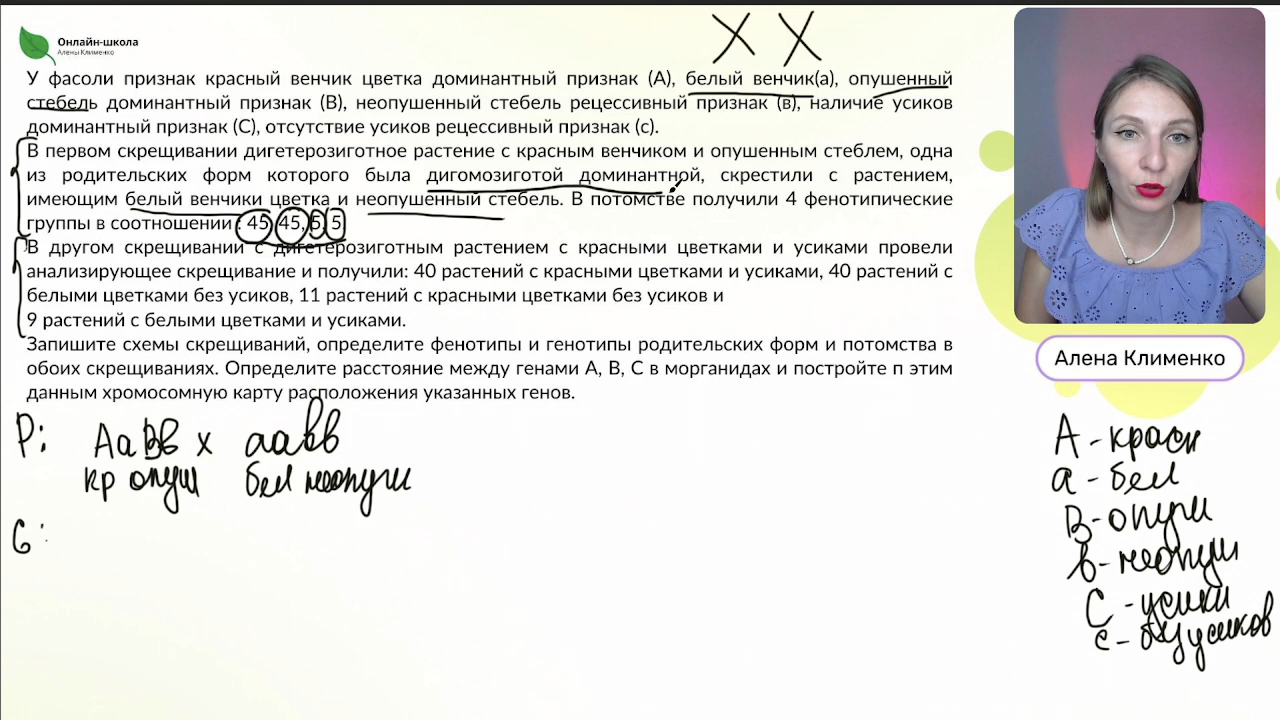 Онлайн-школа
Алены Клименко
У фасоли признак красный венчик цветка доминантный признак (А), белый венчик(а), опушенный
стебель доминантный признак (В), неопушенный стебель рецессивный признак (в), наличие усиков
доминантный признак (С), отсутствие усиков рецессивный признак (с).
В первом скрещивании дигетерозиготное растение с красным венчиком и опушенным стеблем, одна
из родительских форм которого была дигомозиготой доминантной, скрестили с растением,
имеющим белый венчики цветка и неопушенный стебель. В потомстве получили 4 фенотипические
группы в соотношении : 45, 45, 5, 5
В другом скрещивании с дигетерозиготным растением с красными цветками и усиками провели
анализирующее скрещивание и получили: 40 растений с красными цветками и усиками, 40 растений с
белыми цветками без усиков, 11 растений с красными цветками без усиков и
9 растений с белыми цветками и усиками.
Запишите схемы скрещиваний, определите фенотипы и генотипы родительских форм и потомства в
обоих скрещиваниях. Определите расстояние между генами А, В, С в морганидах и постройте п этим
данным хромосомную карту расположения указанных генов.
Р: АаВв х аавв
кр опуш бел неопуш
G:
Алена Клименко
А - красн
а - бел
В - опуш
в - неопуш
С - усики
с - без усиков